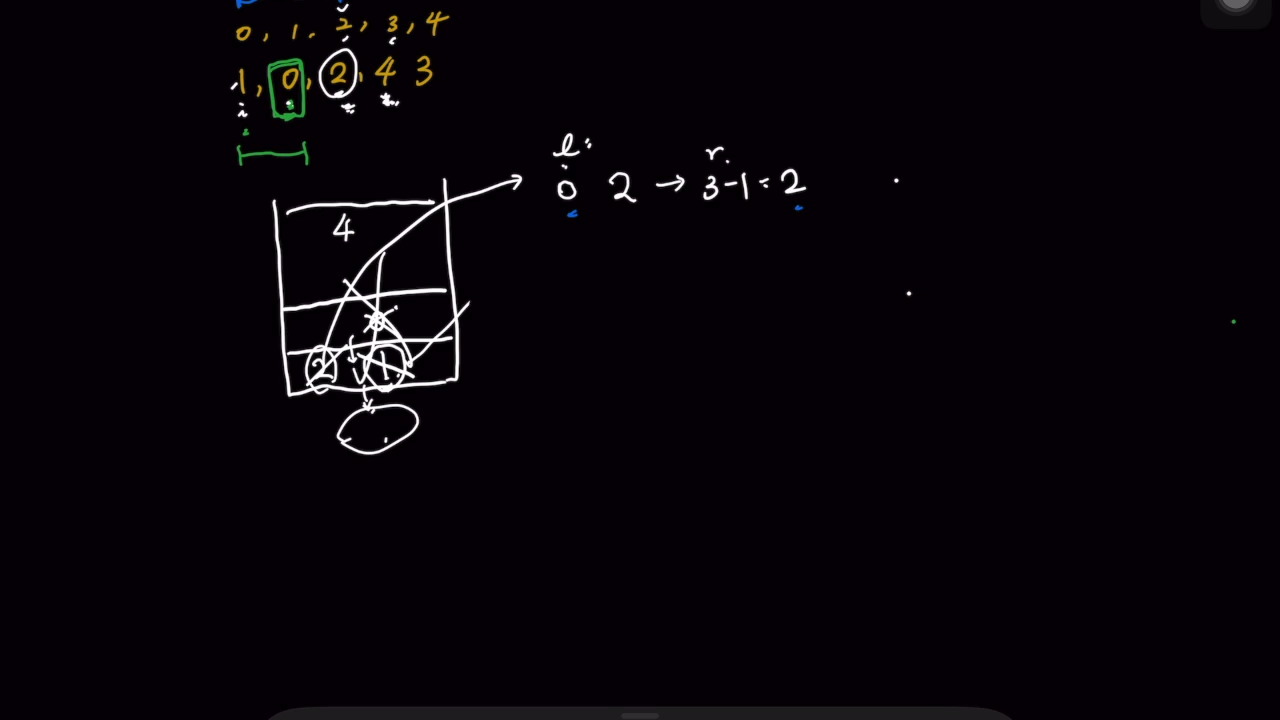 0, 1, 2, 3, 4
1, 0, 2, 4 3
i
l: r.
0 2 → 3-1=2
4
2 1